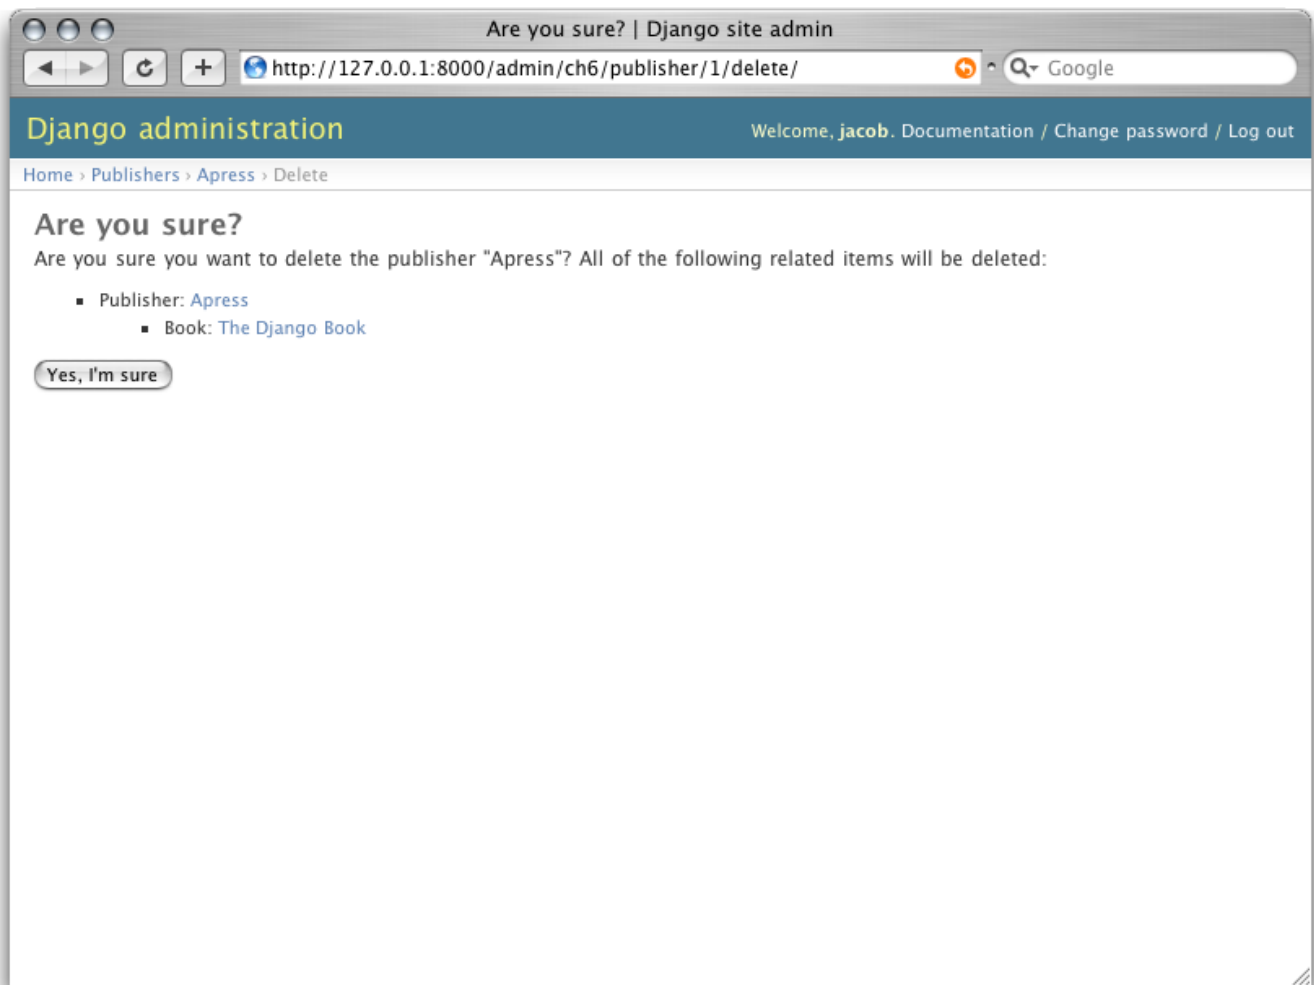 Are you sure? | Django site admin
http://127.0.0.1:8000/admin/ch6/publisher/1/delete/ Google
Django administration Welcome, jacob. Documentation / Change password / Log out
Home › Publishers › Apress › Delete
Are you sure?
Are you sure you want to delete the publisher "Apress"? All of the following related items will be deleted:
Publisher: Apress
Book: The Django Book
Yes, I'm sure